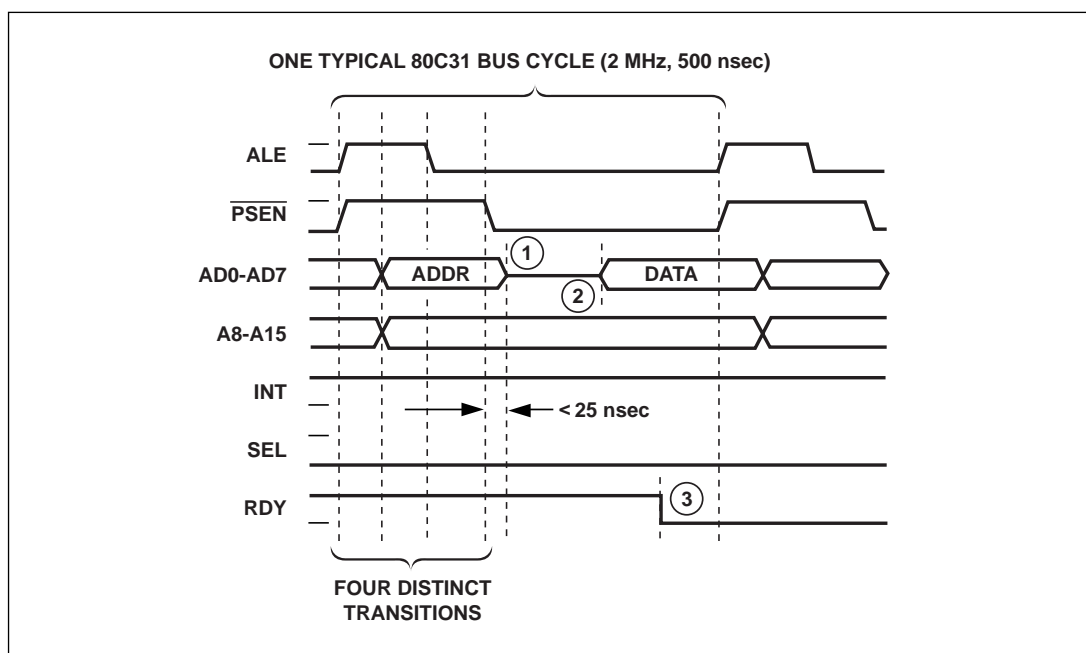 ONE TYPICAL 80C31 BUS CYCLE (2 MHz, 500 nsec)
ALE
PSEN
AD0-AD7
ADDR
1
2
DATA
A8-A15
INT
< 25 nsec
SEL
RDY
3
FOUR DISTINCT
TRANSITIONS